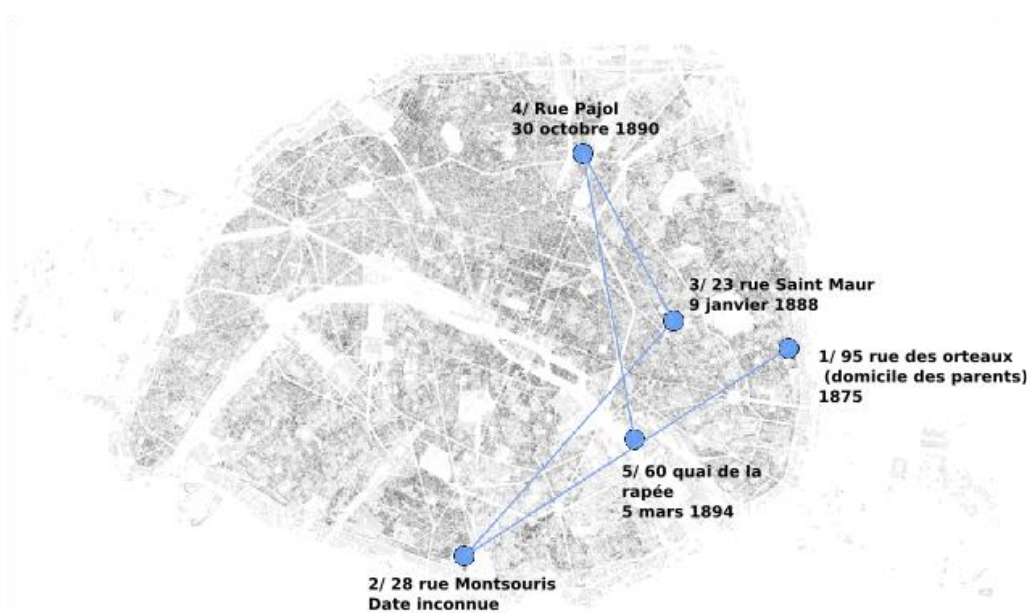 4/ Rue Pajol
30 octobre 1890
3/ 23 rue Saint Maur
9 janvier 1888
1/ 95 rue des orteaux
(domicile des parents)
1875
5/ 60 quai de la
rapée
5 mars 1894
2/ 28 rue Montsouris
Date inconnue